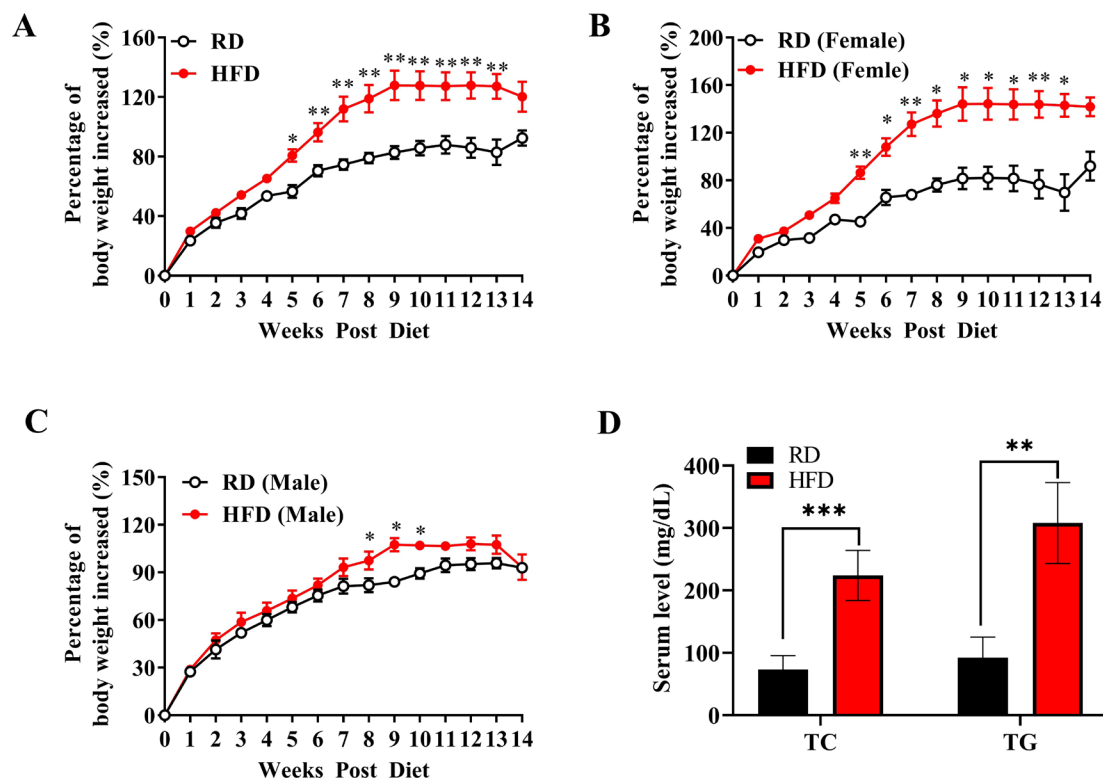 A
Percentage of
body weight increased (%)
160
120
80
40
0
RD
HFD
* ** ** ** ** ** ** ** **
0 1 2 3 4 5 6 7 8 9 10 11 12 13 14
Weeks Post Diet
B
Percentage of
body weight increased (%)
200
160
120
80
40
0
RD (Female)
HFD (Femle)
** * ** * * * * ** *
0 1 2 3 4 5 6 7 8 9 10 11 12 13 14
Weeks Post Diet
C
Percentage of
body weight increased (%)
150
120
90
60
30
0
RD (Male)
HFD (Male)
* * *
0 1 2 3 4 5 6 7 8 9 10 11 12 13 14
Weeks Post Diet
D
Serum level (mg/dL)
400
300
200
100
0
RD
HFD
*** **
TC TG